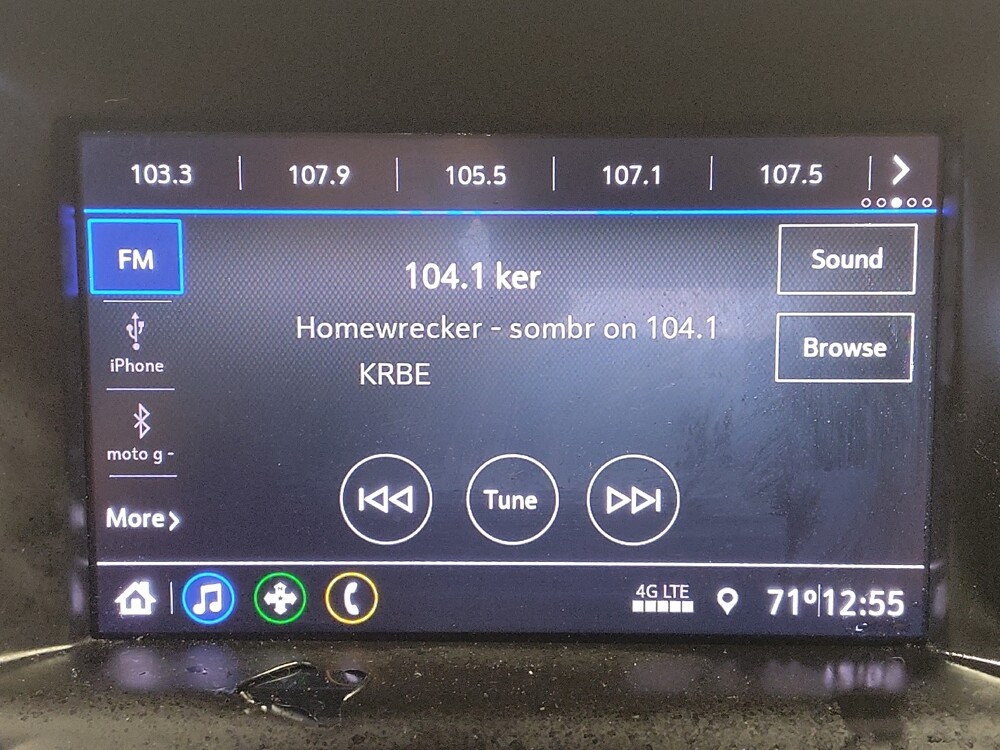 103.3 107.9 105.5 107.1 107.5
FM
104.1 ker
Sound
Homewrecker - sombr on 104.1
KRBE
Browse
iPhone
moto g -
More
Tune
4G LTE
71° 12:55